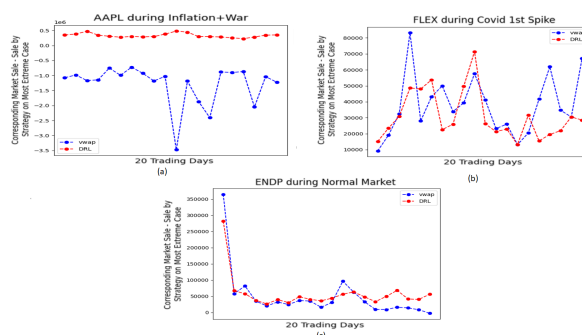 AAPL during Inflation+War
1e6
Corresponding Market Sale - Sale by
Strategy on Most Extreme Case
0.5
0.0
-0.5
-1.0
-1.5
-2.0
-2.5
-3.0
-3.5
vwap
DRL
20 Trading Days
(a)
FLEX during Covid 1st Spike
Corresponding Market Sale - Sale by
Strategy on Most Extreme Case
80000
70000
60000
50000
40000
30000
20000
10000
vwap
DRL
20 Trading Days
(b)
ENDP during Normal Market
Corresponding Market Sale - Sale by
Strategy on Most Extreme Case
350000
300000
250000
200000
150000
100000
50000
0
vwap
DRL
20 Trading Days